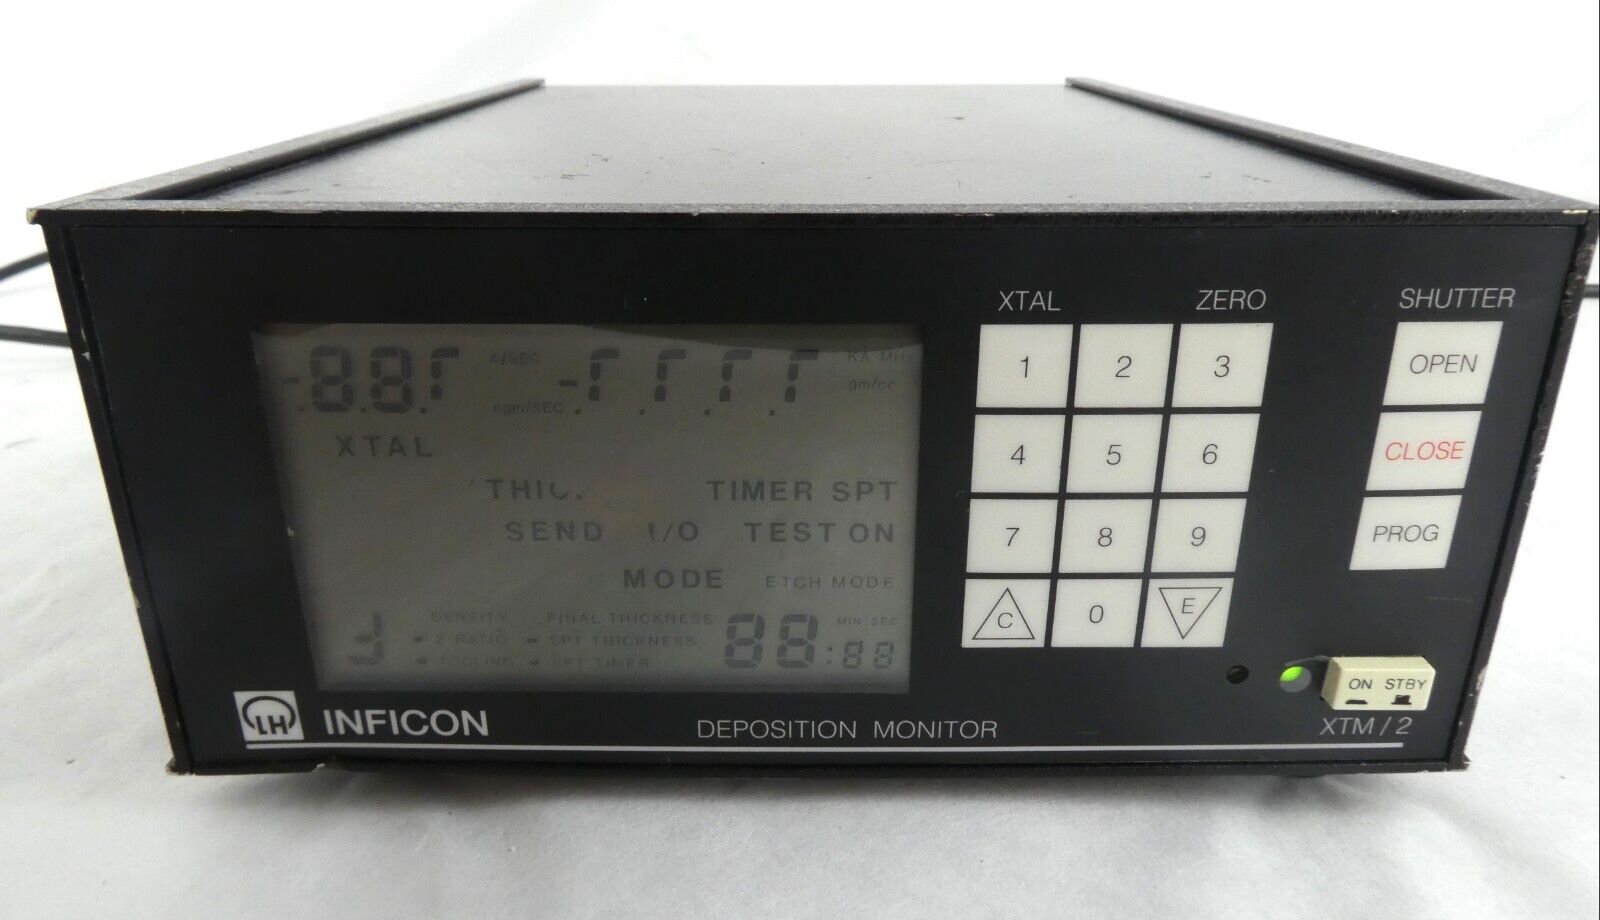 XTAL ZERO SHUTTER
1 2 3 OPEN
4 5 6 CLOSE
7 8 9 PROG
C 0 E
A/SEC KÅ MH
ngm/SEC gm/cc
XTAL
TIMER SPT
SEND I/O TEST ON
MODE ETCH MODE
DENSITY FINAL THICKNESS MIN:SEC
Z-RATIO SPT THICKNESS 88:88
TOOLING SPT TIMER
ON STBY
LH INFICON DEPOSITION MONITOR XTM/2